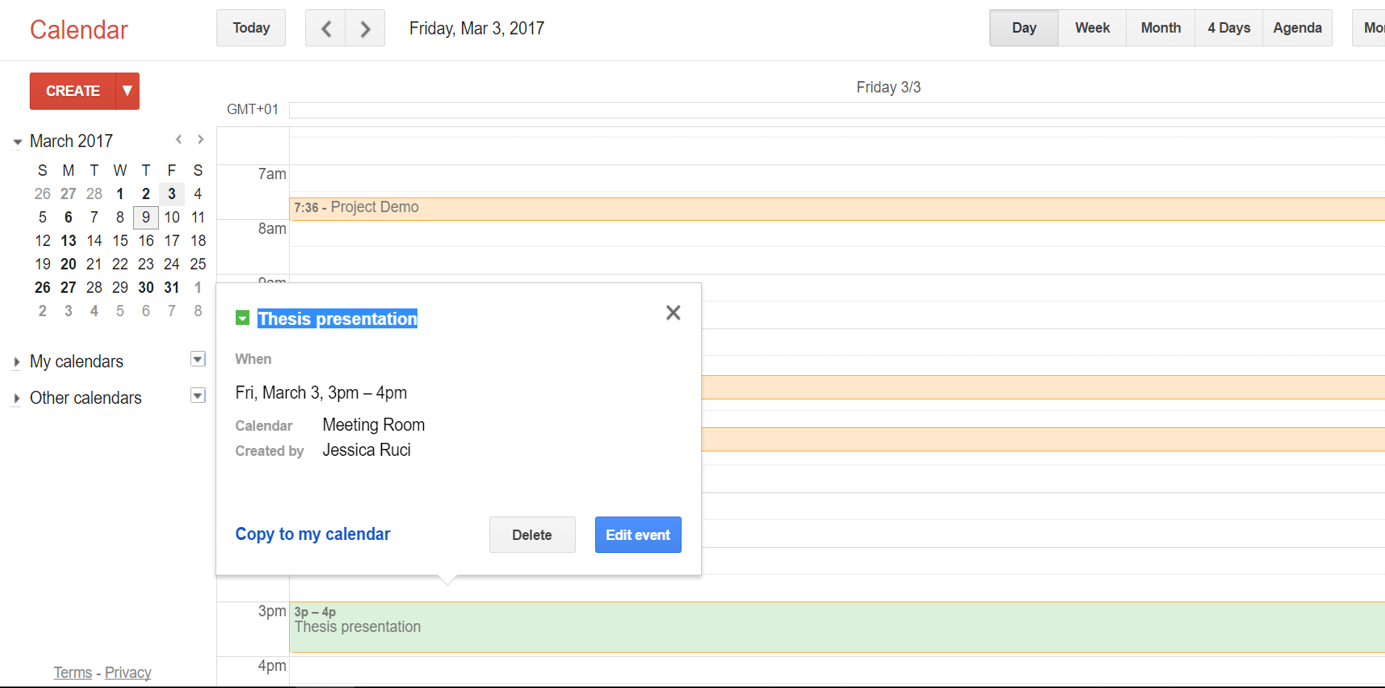 Calendar
Today
Friday, Mar 3, 2017
Day Week Month 4 Days Agenda
CREATE
Friday 3/3
GMT+01
March 2017
S M T W T F S
26 27 28 1 2 3 4
5 6 7 8 9 10 11
12 13 14 15 16 17 18
19 20 21 22 23 24 25
26 27 28 29 30 31 1
2 3 4 5 6 7 8
My calendars
Other calendars
Terms - Privacy
7am
7:36 - Project Demo
8am
9am
Thesis presentation
When
Fri, March 3, 3pm – 4pm
Calendar Meeting Room
Created by Jessica Ruci
Copy to my calendar Delete Edit event
3pm
3p – 4p
Thesis presentation
4pm